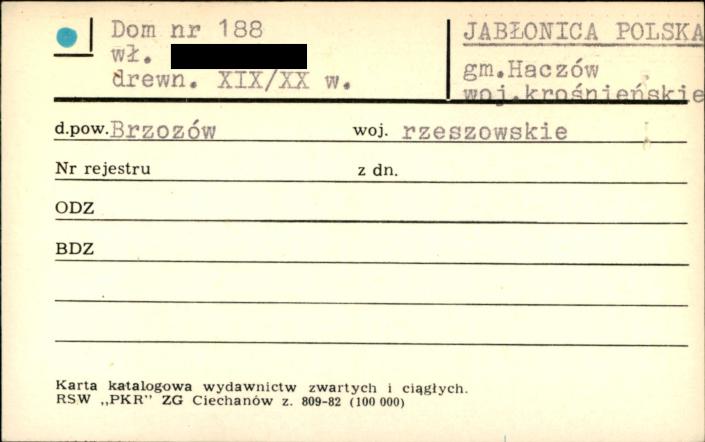 Dom nr 188
wł.
drewn. XIX/XX w.
JABŁONICA POLSKA
gm.Haczów
woj.krośnieńskie
d.pow. Brzozów woj. rzeszowskie
Nr rejestru z dn.
ODZ
BDZ
Karta katalogowa wydawnictw zwartych i ciągłych.
RSW „PKR” ZG Ciechanów z. 809-82 (100 000)